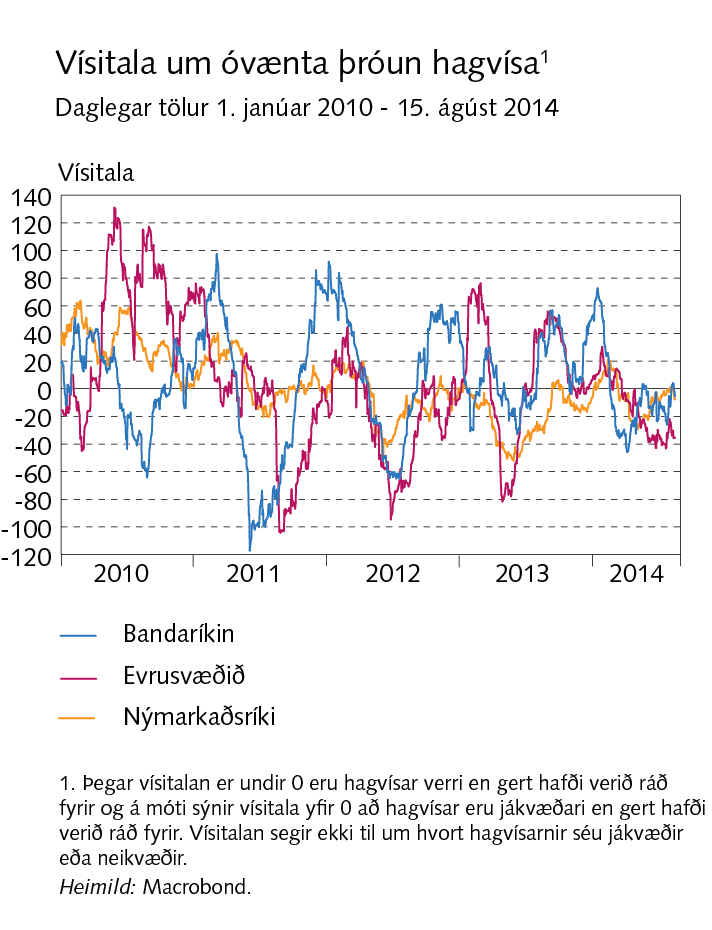 Vísitala um óvænta þróun hagvísa¹
Daglegar tölur 1. janúar 2010 - 15. ágúst 2014
Vísitala
140
120
100
80
60
40
20
0
-20
-40
-60
-80
-100
-120
2010 2011 2012 2013 2014
Bandaríkin
Evrusvæðið
Nýmarkaðsríki
1. Þegar vísitalan er undir 0 eru hagvísar verri en gert hafði verið ráð
fyrir og á móti sýnir vísitala yfir 0 að hagvísar eru jákvæðari en gert hafði
verið ráð fyrir. Vísitalan segir ekki til um hvort hagvísarnir séu jákvæðir
eða neikvæðir.
Heimild: Macrobond.